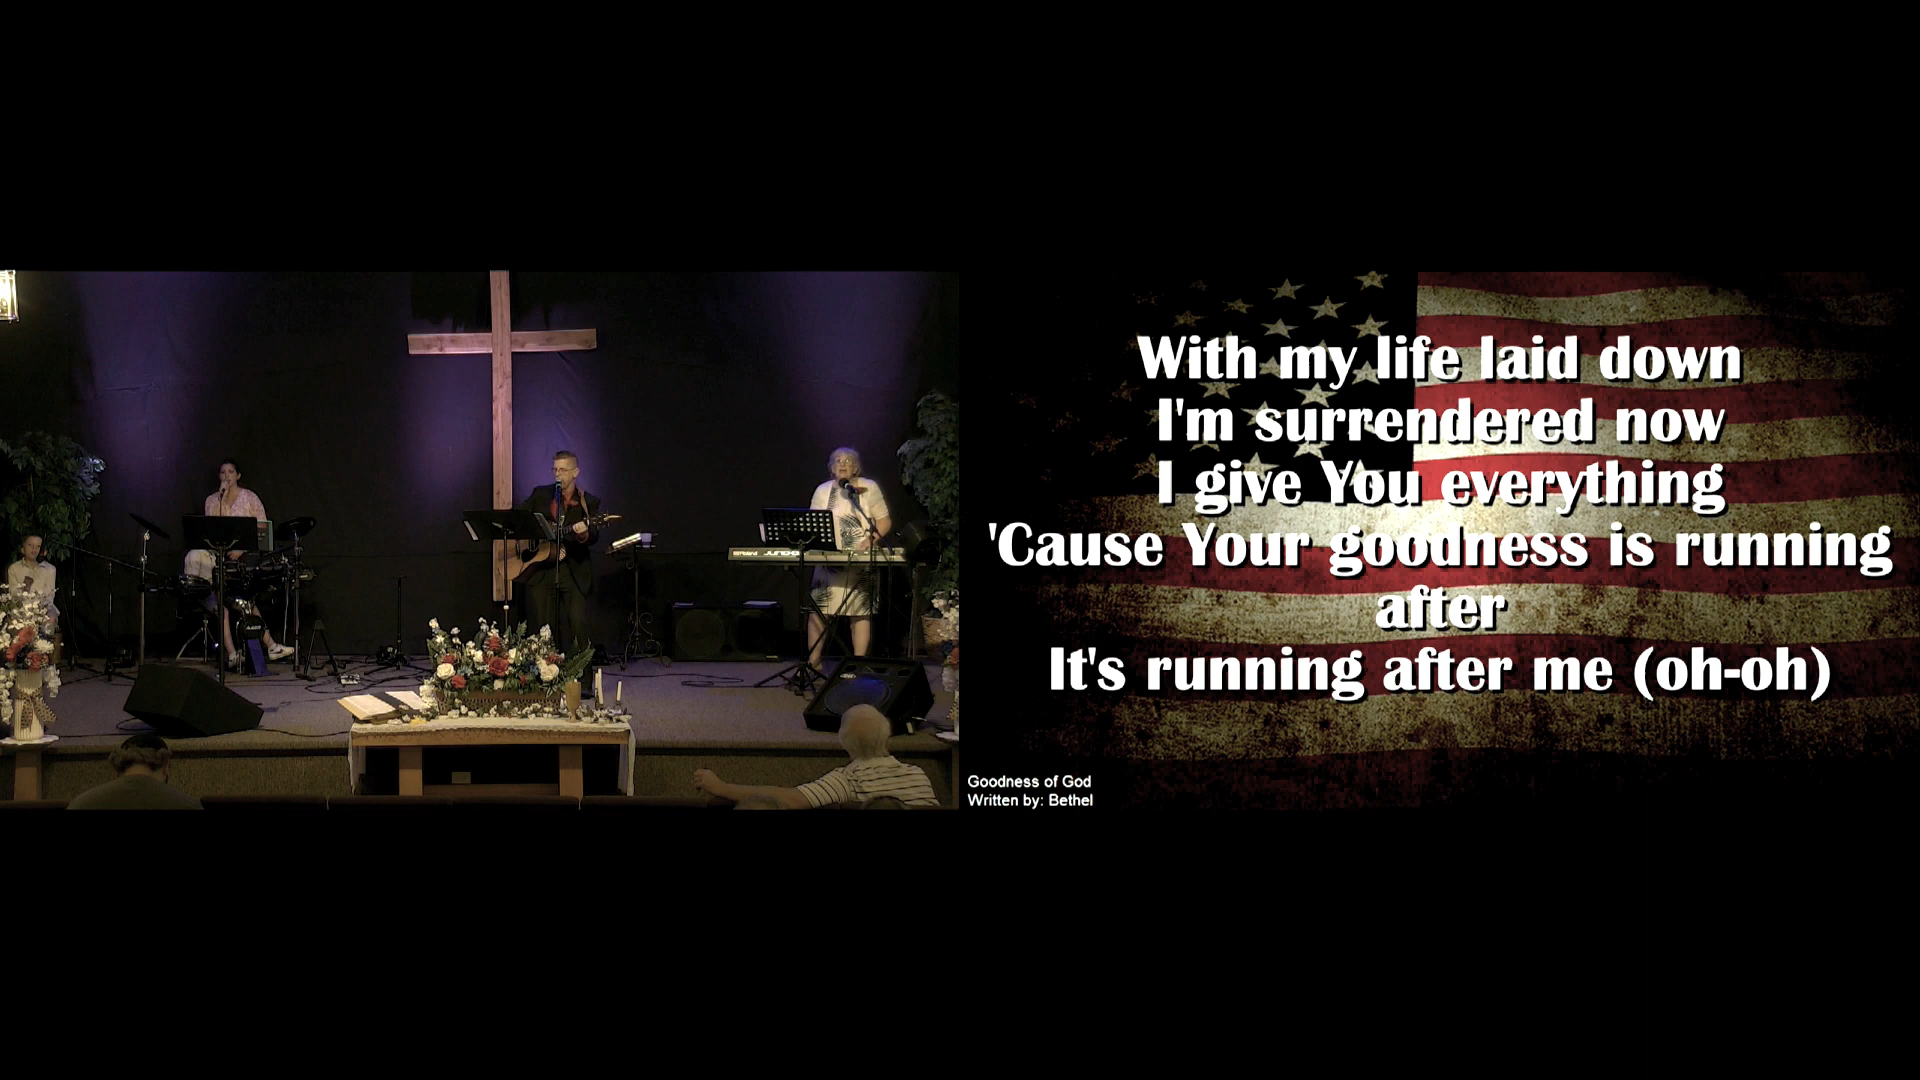 With my life laid down
I'm surrendered now
I give You everything
'Cause Your goodness is running
after
It's running after me (oh-oh)
Goodness of God
Written by: Bethel